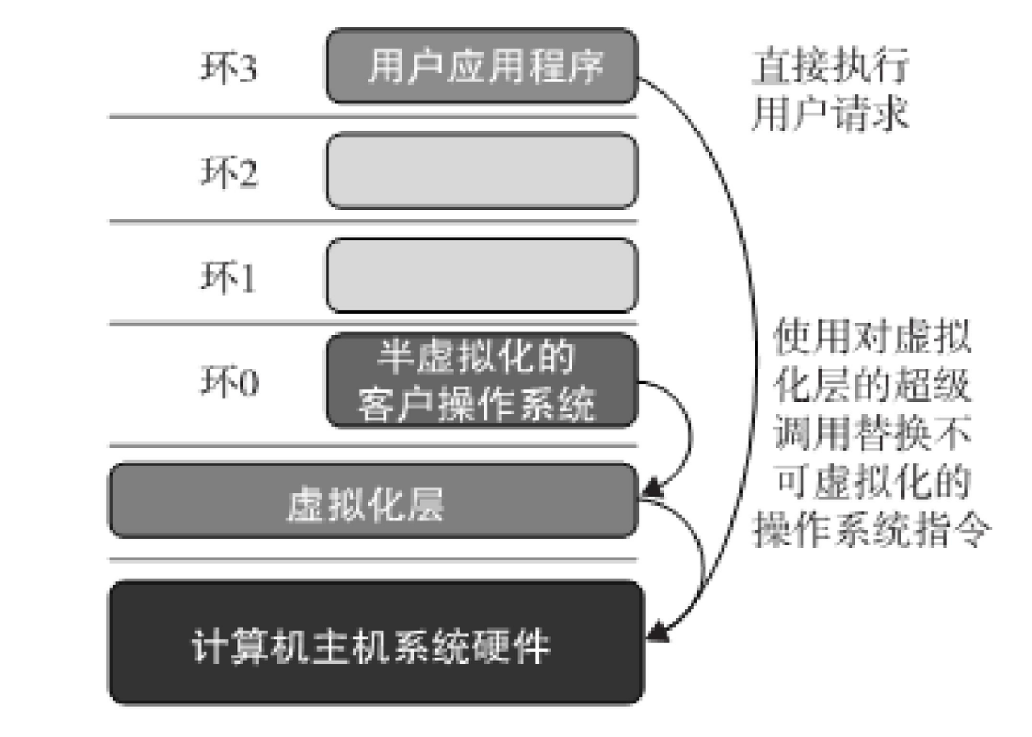 环3
用户应用程序
直接执行
用户请求
环2
环1
环0
半虚拟化的
客户操作系统
使用对虚拟
化层的超级
调用替换不
可虚拟化的
操作系统指令
虚拟化层
计算机主机系统硬件